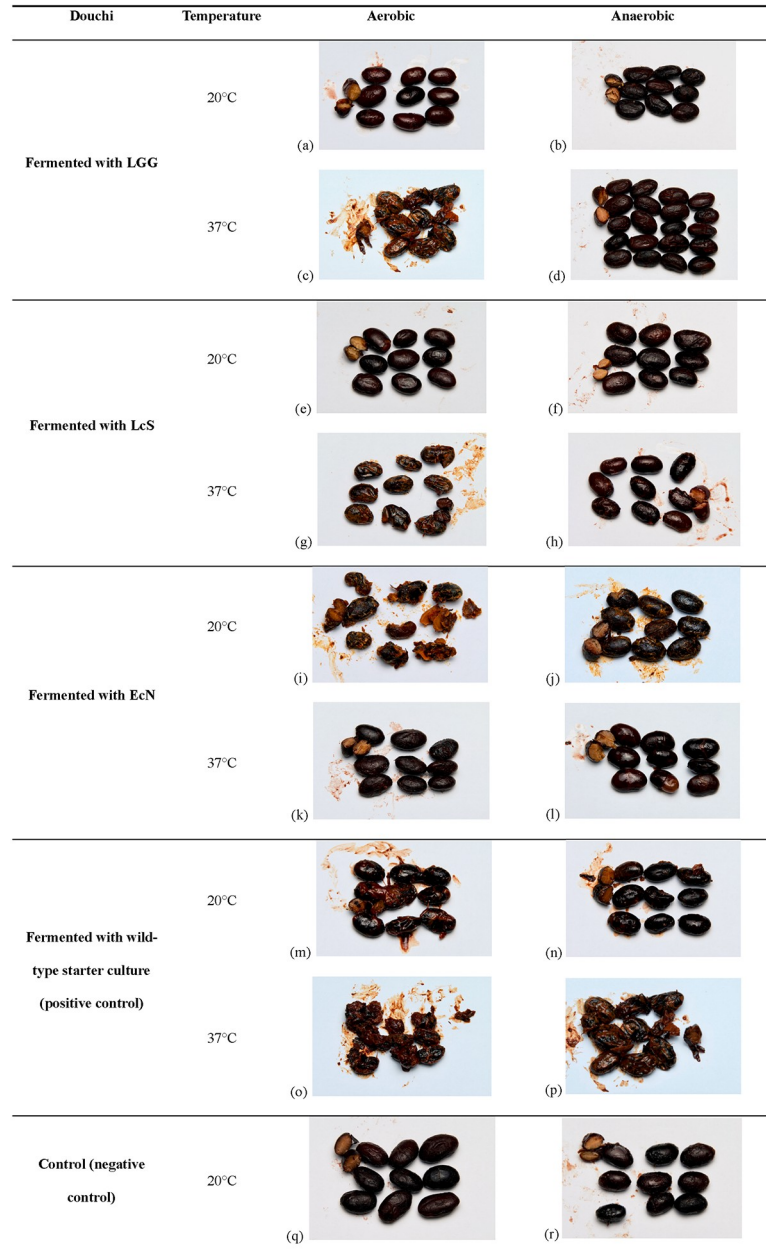 Douchi Temperature Aerobic Anaerobic
20°C
(a) (b)
Fermented with LGG
37°C
(c) (d)
20°C
(e) (f)
Fermented with LcS
37°C
(g) (h)
20°C
(i) (j)
Fermented with EcN
37°C
(k) (l)
20°C
(m) (n)
Fermented with wild-
type starter culture
(positive control)
37°C
(o) (p)
Control (negative
control)
20°C
(q) (r)